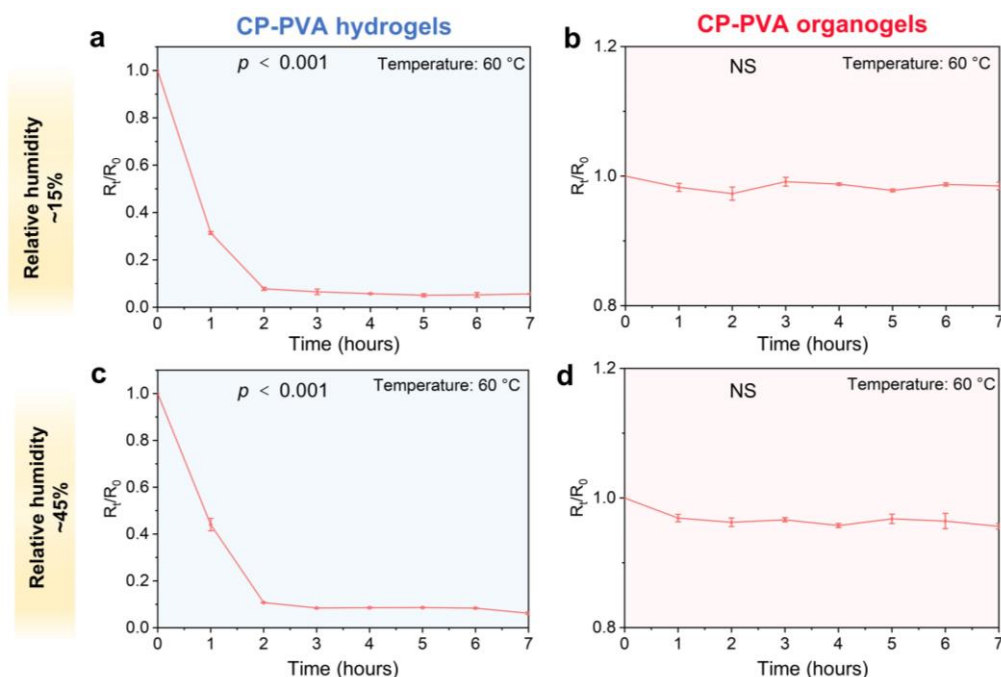 CP-PVA hydrogels
CP-PVA organogels
Relative humidity
~15%
a
p < 0.001
Temperature: 60 °C
1.0
0.8
0.6
0.4
0.2
0.0
Rt/R0
0 1 2 3 4 5 6 7
Time (hours)
b
NS
Temperature: 60 °C
1.2
1.0
0.8
Rt/R0
0 1 2 3 4 5 6 7
Time (hours)
Relative humidity
~45%
c
p < 0.001
Temperature: 60 °C
1.0
0.8
0.6
0.4
0.2
0.0
Rt/R0
0 1 2 3 4 5 6 7
Time (hours)
d
NS
Temperature: 60 °C
1.2
1.0
0.8
Rt/R0
0 1 2 3 4 5 6 7
Time (hours)